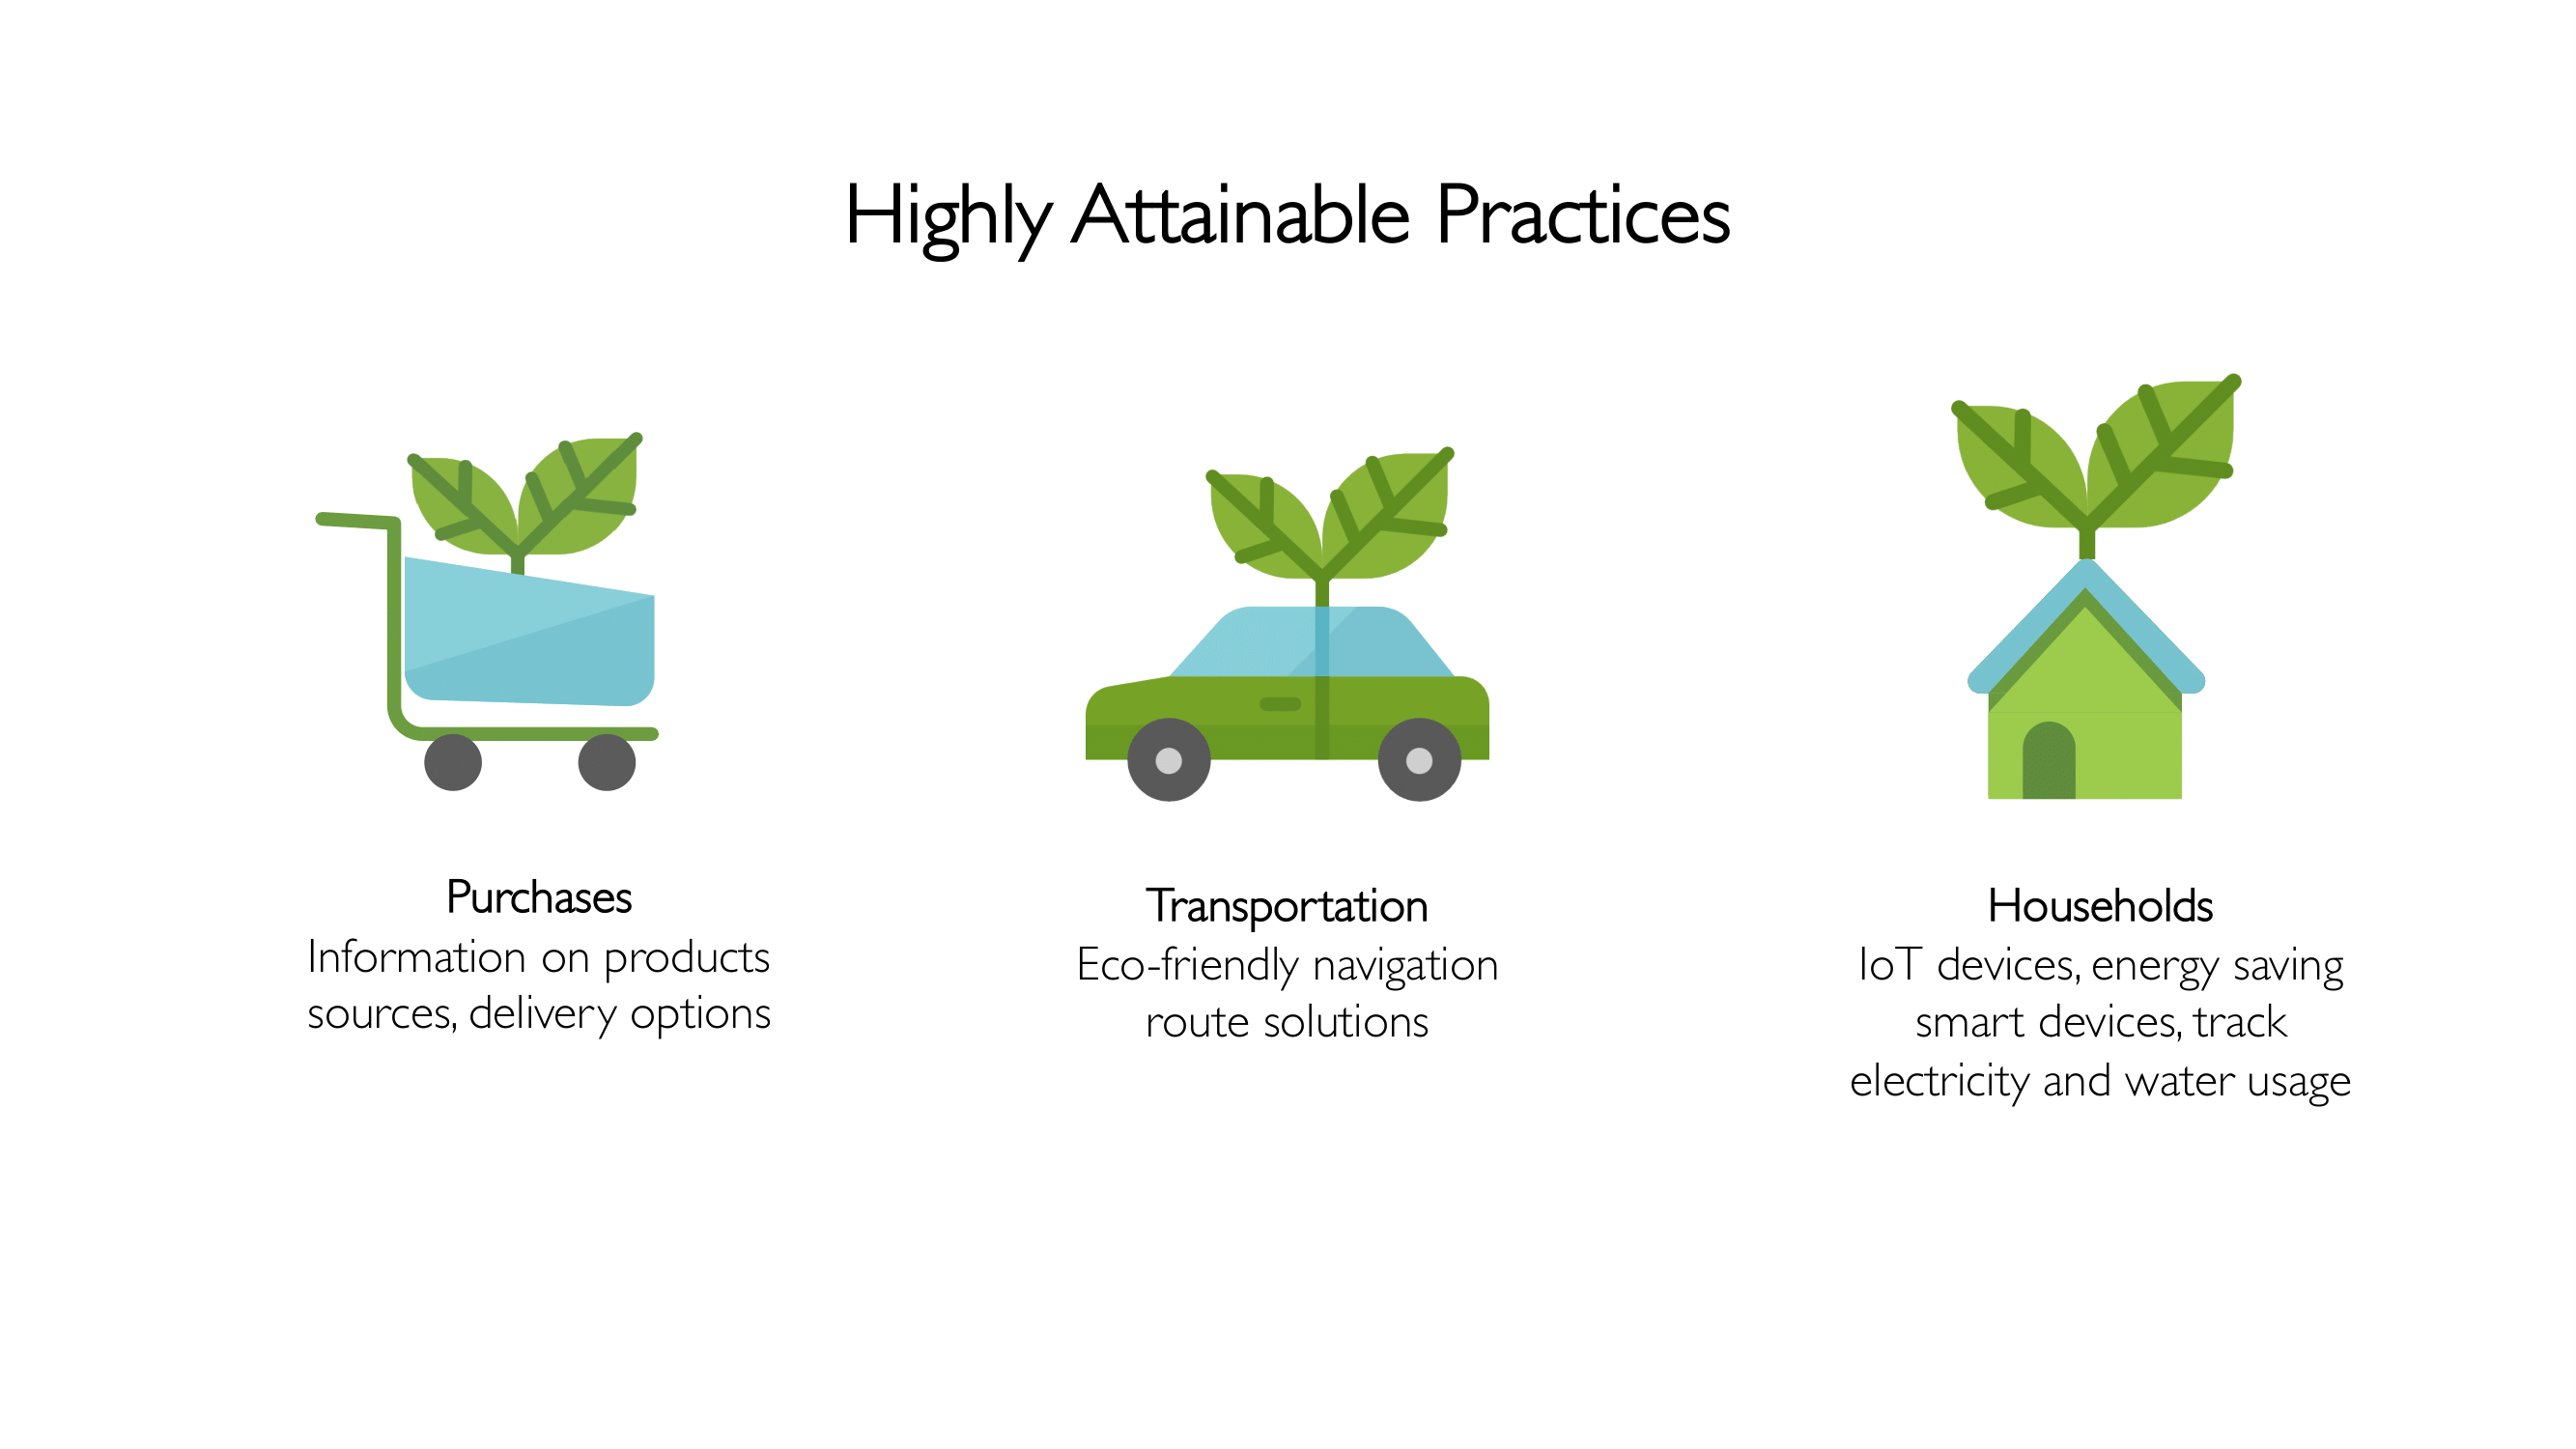 Highly Attainable Practices
Purchases
Information on products
sources, delivery options
Transportation
Eco-friendly navigation
route solutions
Households
IoT devices, energy saving
smart devices, track
electricity and water usage